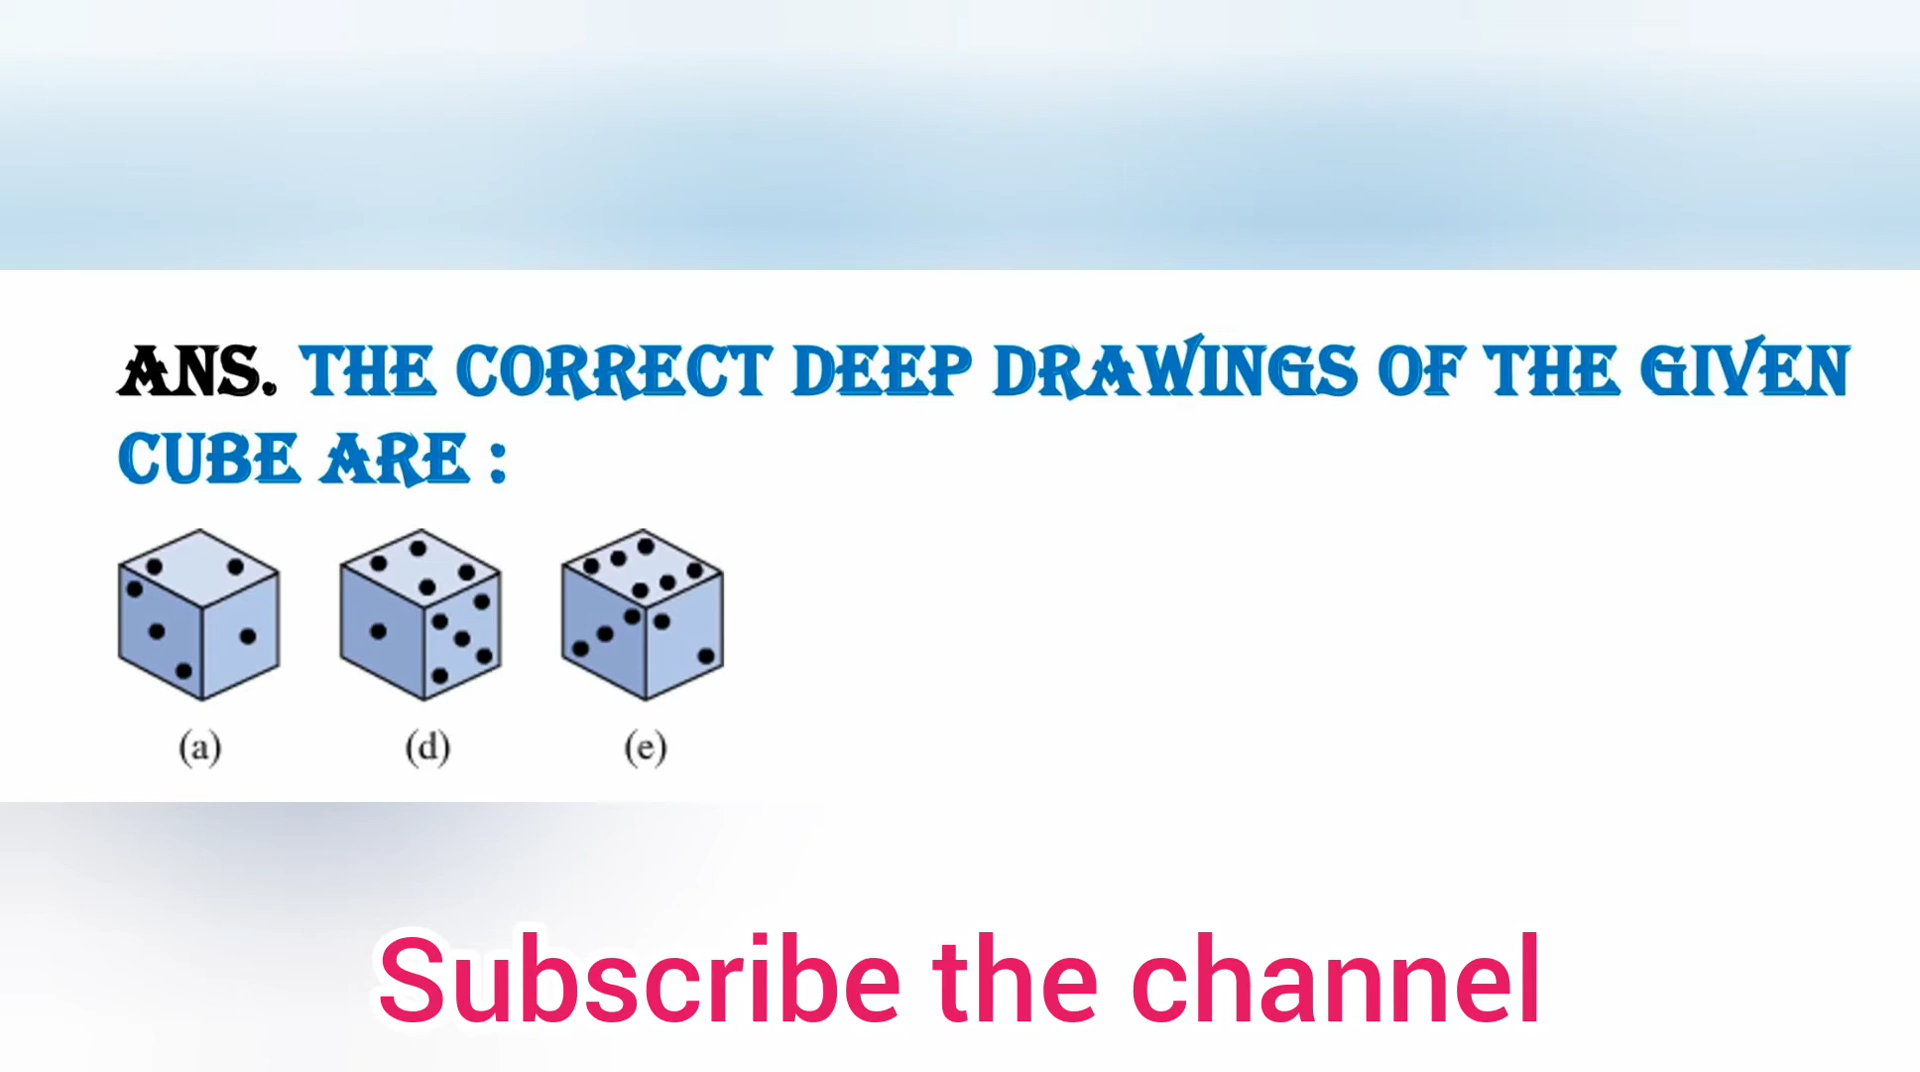 ANS. THE CORRECT DEEP DRAWINGS OF THE GIVEN
CUBE ARE :
(a) (d) (e)
Subscribe the channel